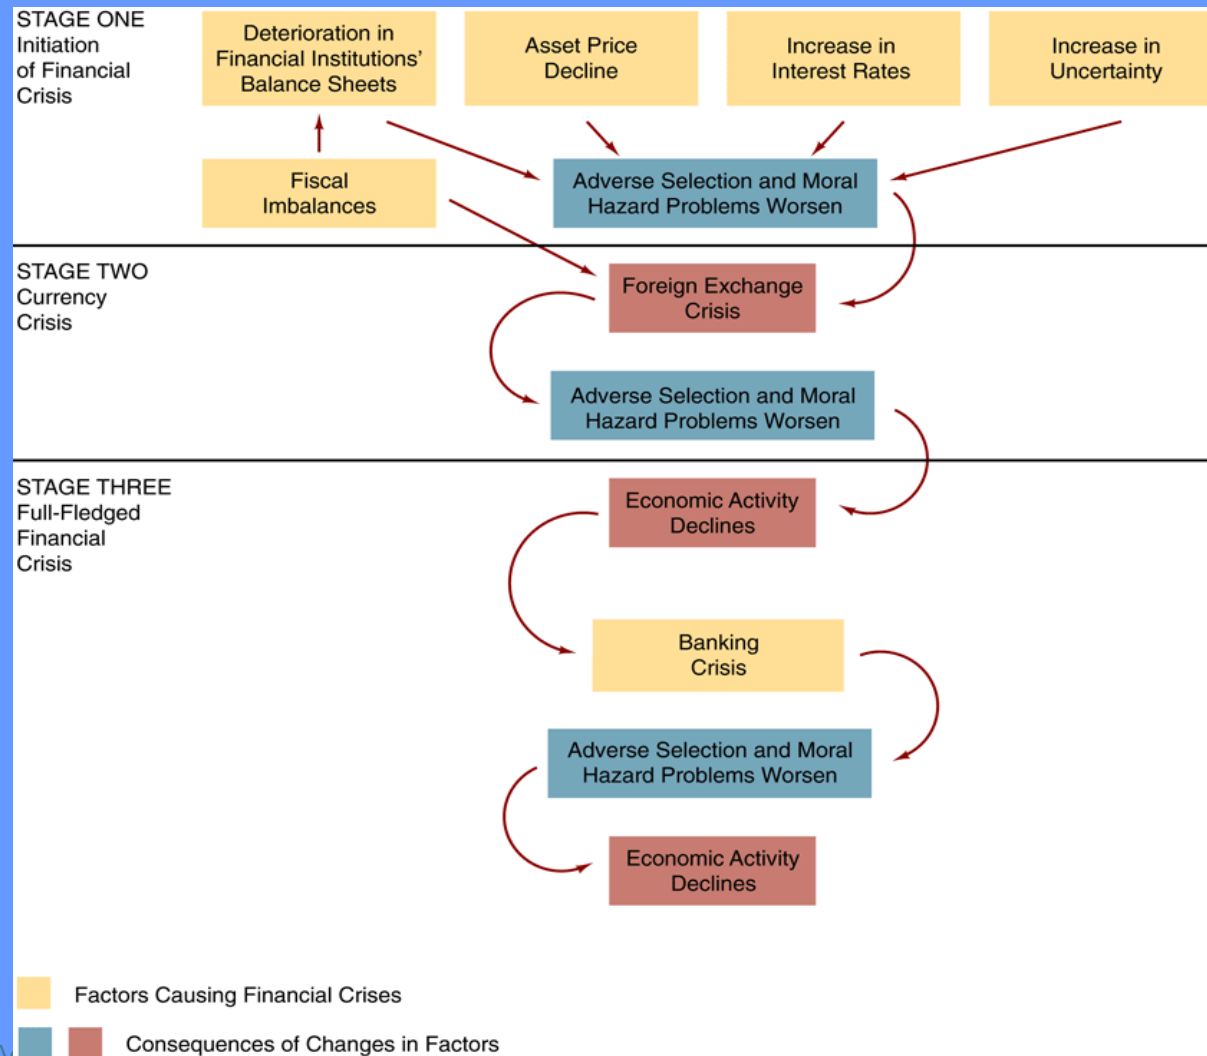 STAGE ONE
Initiation
of Financial
Crisis
Deterioration in
Financial Institutions’
Balance Sheets
Asset Price
Decline
Increase in
Interest Rates
Increase in
Uncertainty
Fiscal
Imbalances
Adverse Selection and Moral
Hazard Problems Worsen
STAGE TWO
Currency
Crisis
Foreign Exchange
Crisis
Adverse Selection and Moral
Hazard Problems Worsen
STAGE THREE
Full-Fledged
Financial
Crisis
Economic Activity
Declines
Banking
Crisis
Adverse Selection and Moral
Hazard Problems Worsen
Economic Activity
Declines
Factors Causing Financial Crises
Consequences of Changes in Factors